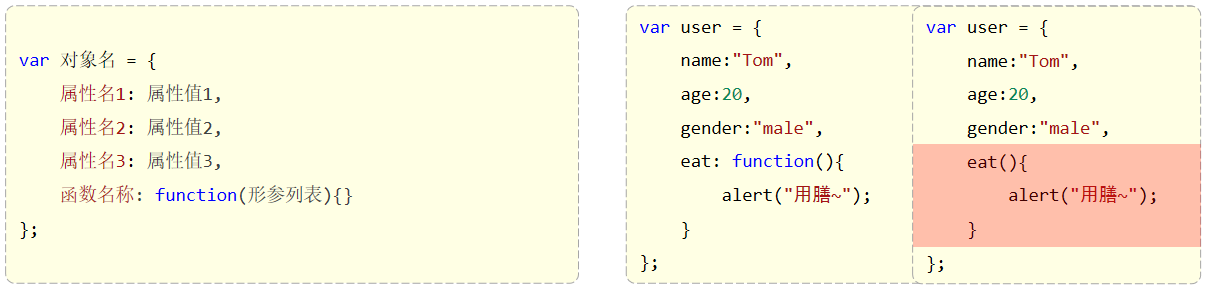 var 对象名 = {
    属性名1: 属性值1,
    属性名2: 属性值2,
    属性名3: 属性值3,
    函数名称: function(形参列表){}
};
var user = {
    name:"Tom",
    age:20,
    gender:"male",
    eat: function(){
        alert("用膳~");
    }
};
var user = {
    name:"Tom",
    age:20,
    gender:"male",
    eat(){
        alert("用膳~");
    }
};